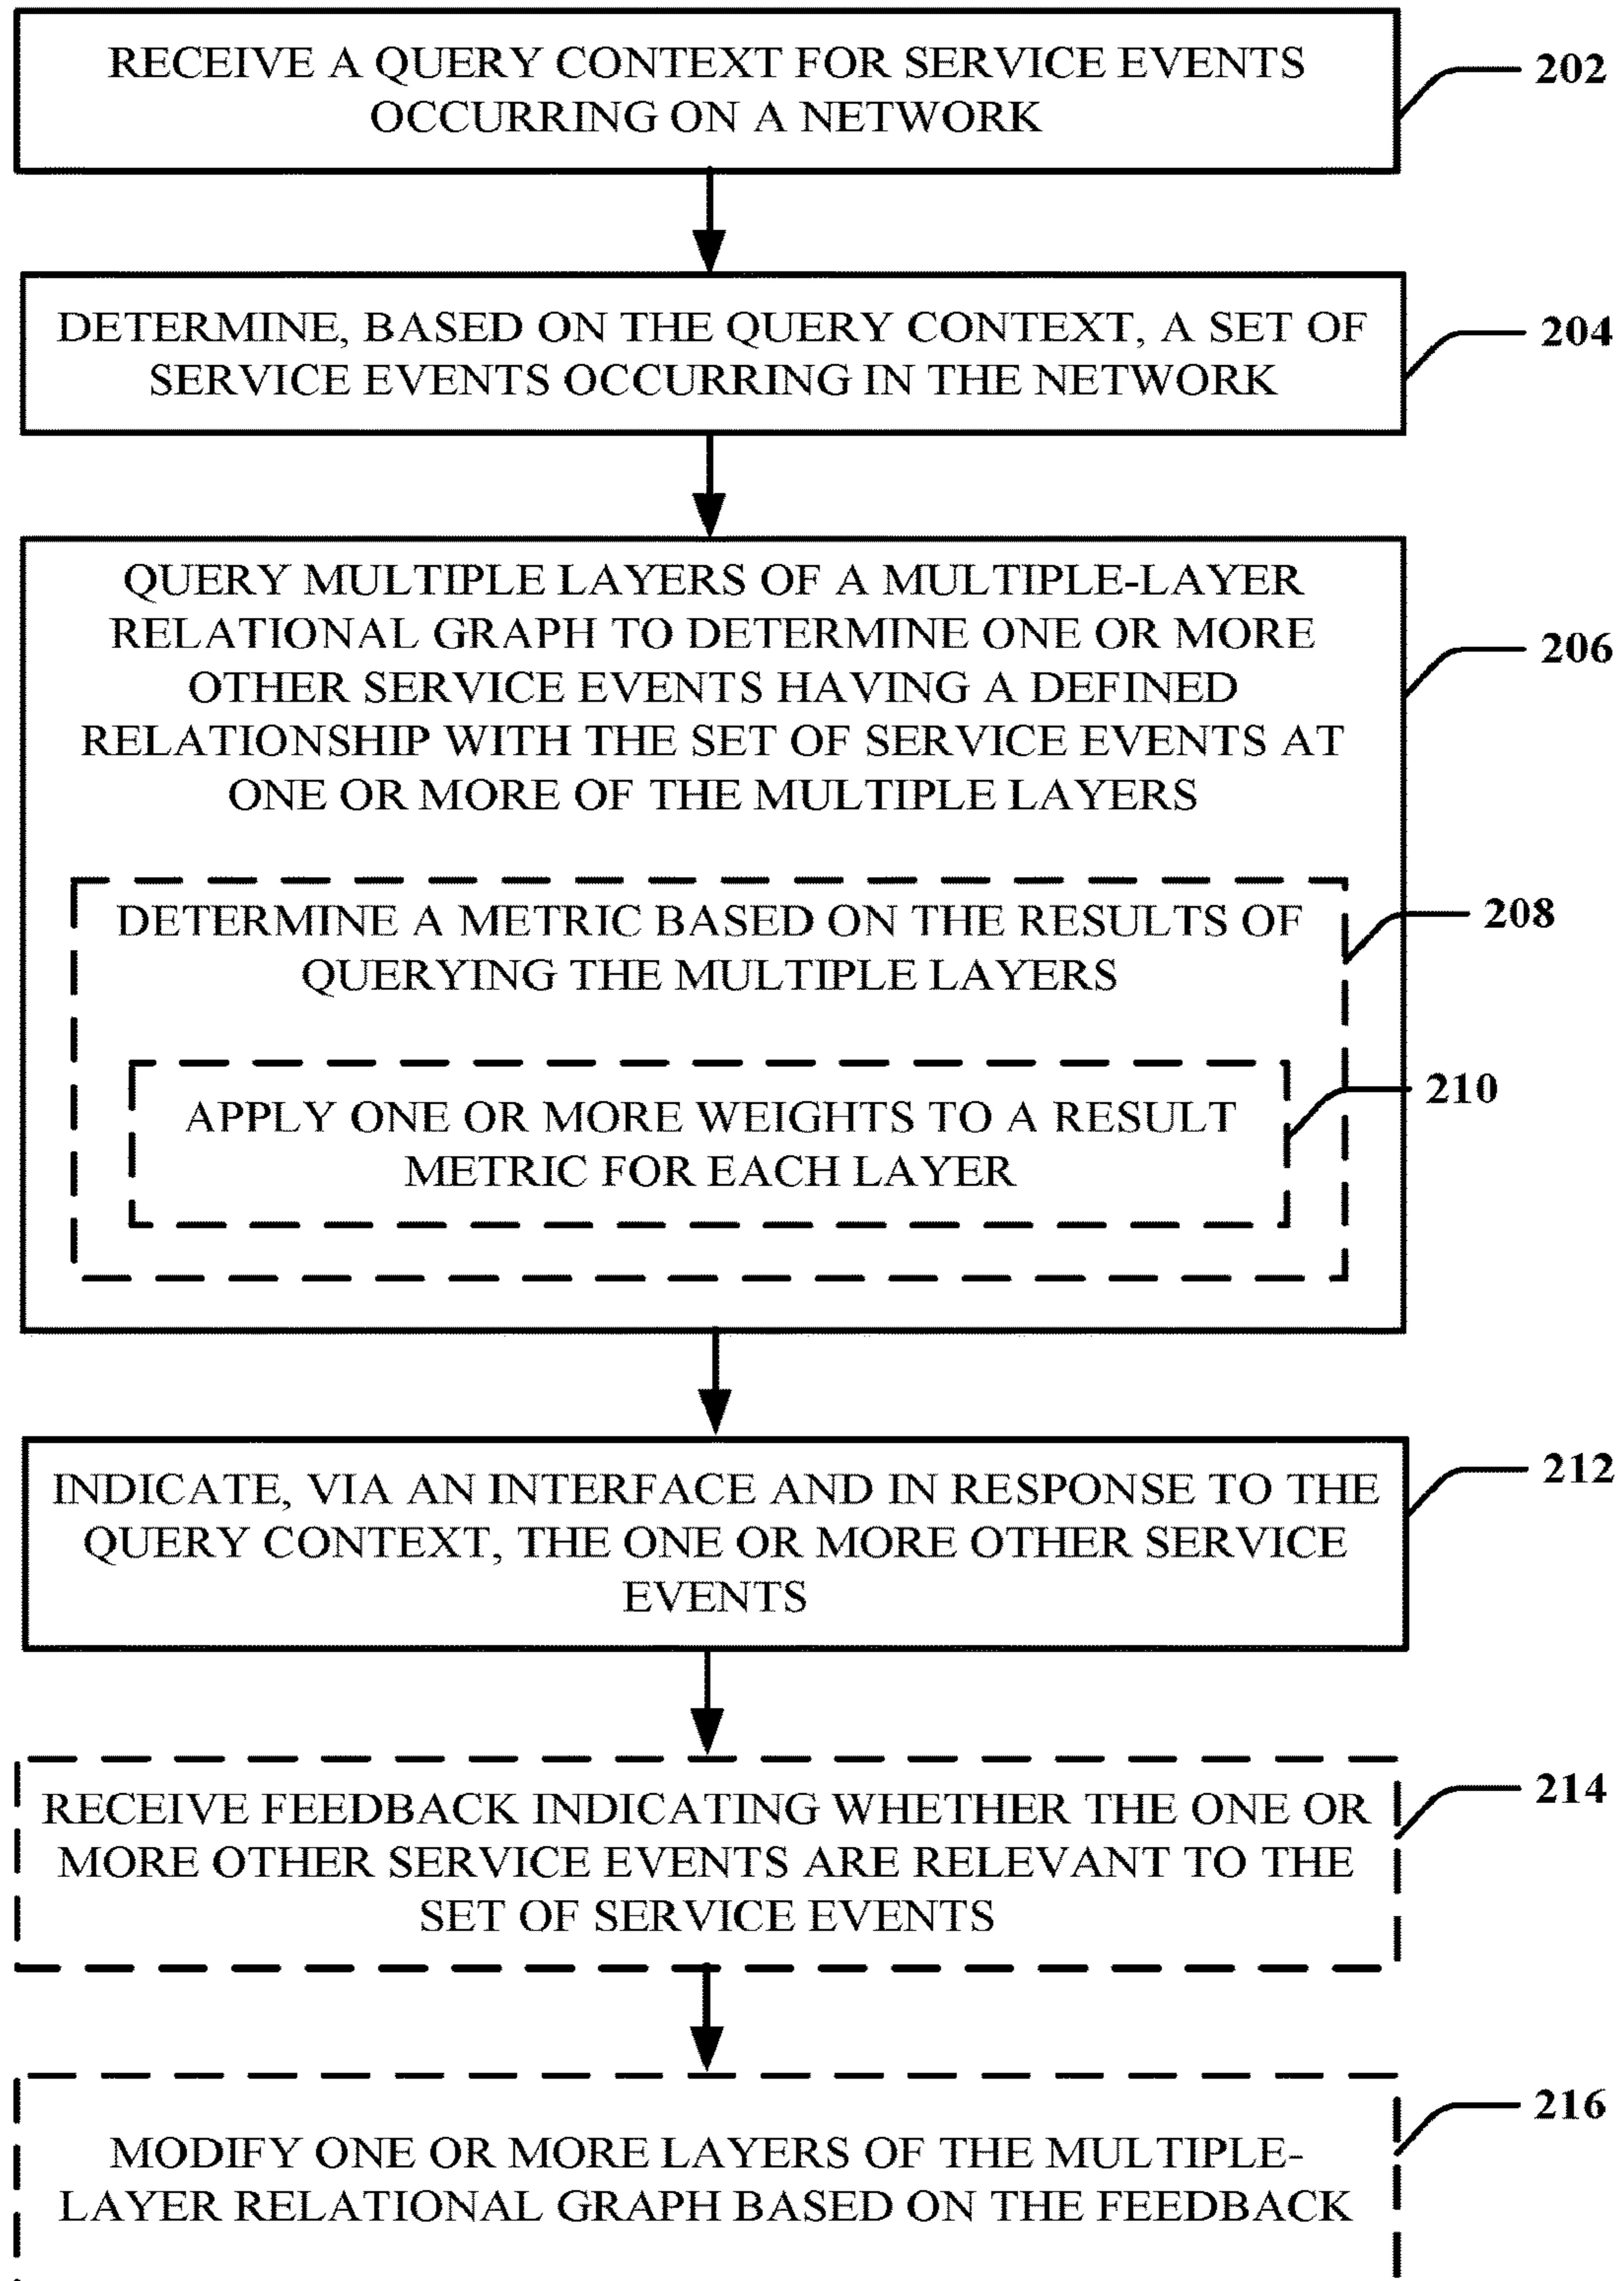 RECEIVE A QUERY CONTEXT FOR SERVICE EVENTS
OCCURRING ON A NETWORK
202
DETERMINE, BASED ON THE QUERY CONTEXT, A SET OF
SERVICE EVENTS OCCURRING IN THE NETWORK
204
QUERY MULTIPLE LAYERS OF A MULTIPLE-LAYER
RELATIONAL GRAPH TO DETERMINE ONE OR MORE
OTHER SERVICE EVENTS HAVING A DEFINED
RELATIONSHIP WITH THE SET OF SERVICE EVENTS AT
ONE OR MORE OF THE MULTIPLE LAYERS
206
DETERMINE A METRIC BASED ON THE RESULTS OF
QUERYING THE MULTIPLE LAYERS
208
APPLY ONE OR MORE WEIGHTS TO A RESULT
METRIC FOR EACH LAYER
210
INDICATE, VIA AN INTERFACE AND IN RESPONSE TO THE
QUERY CONTEXT, THE ONE OR MORE OTHER SERVICE
EVENTS
212
RECEIVE FEEDBACK INDICATING WHETHER THE ONE OR
MORE OTHER SERVICE EVENTS ARE RELEVANT TO THE
SET OF SERVICE EVENTS
214
MODIFY ONE OR MORE LAYERS OF THE MULTIPLE-
LAYER RELATIONAL GRAPH BASED ON THE FEEDBACK
216